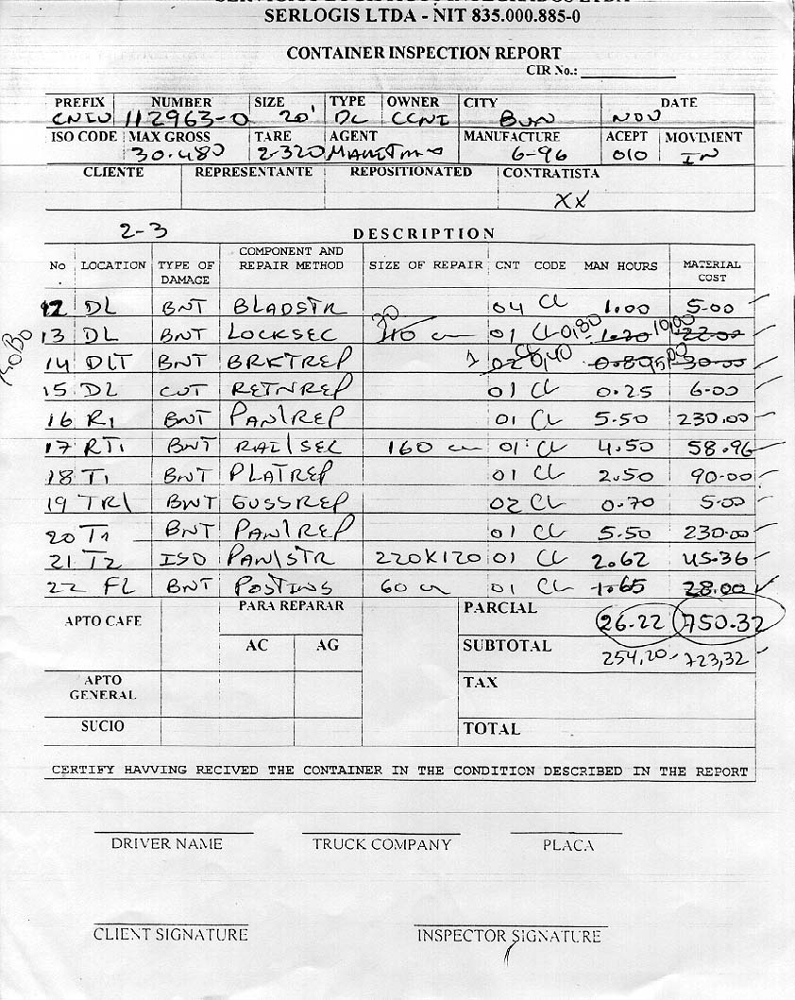 SERLOGIS LTDA - NIT 835.000.885-0
CONTAINER INSPECTION REPORT
CIR No.:
PREFIX NUMBER SIZE TYPE OWNER CITY DATE
CNIU 112963-0 20' DC CCNI BUN NOV
ISO CODE MAX GROSS TARE AGENT MANUFACTURE ACEPT MOVIMENT
30.480 2-320 6-96 010 IN
CLIENTE REPRESENTANTE REPOSITIONATED CONTRATISTA
XX
2-3 DESCRIPTION
No. LOCATION TYPE OF DAMAGE COMPONENT AND REPAIR METHOD SIZE OF REPAIR CNT CODE MAN HOURS MATERIAL COST
12 DL BNT BLADSTR 04 CL 1.00 5-00
ROBO 13 DL BNT LOCKSEC 30 110 cm 01 CL 0,80 1.20 10,00 22.00
14 DLT BNT BRKTREP 1 02 CL 0,40 0.89 30.00
15 DL CUT RETNREP 01 CL 0.25 6-00
16 R1 BNT PANLREP 01 CL 5.50 230.00
17 RT1 BNT RAILSEC 160 cm 01 CL 4.50 58.96
18 T1 BNT PLATREP 01 CL 2.50 90-00
19 TRL BNT GUSSREP 02 CL 0.70 5.00
20 T1 BNT PANLREP 01 CL 5.50 230.00
21 T2 ISO PANLSTR 220X120 01 CL 2.62 45-36
22 FL BNT POSTINS 60 cm 01 CL 1.65 28.00
APTO CAFE PARA REPARAR PARCIAL 26-22 750.32
AC AG SUBTOTAL 254,20 723,32
APTO GENERAL TAX
SUCIO TOTAL
CERTIFY HAVVING RECIVED THE CONTAINER IN THE CONDITION DESCRIBED IN THE REPORT
DRIVER NAME TRUCK COMPANY PLACA
CLIENT SIGNATURE INSPECTOR SIGNATURE